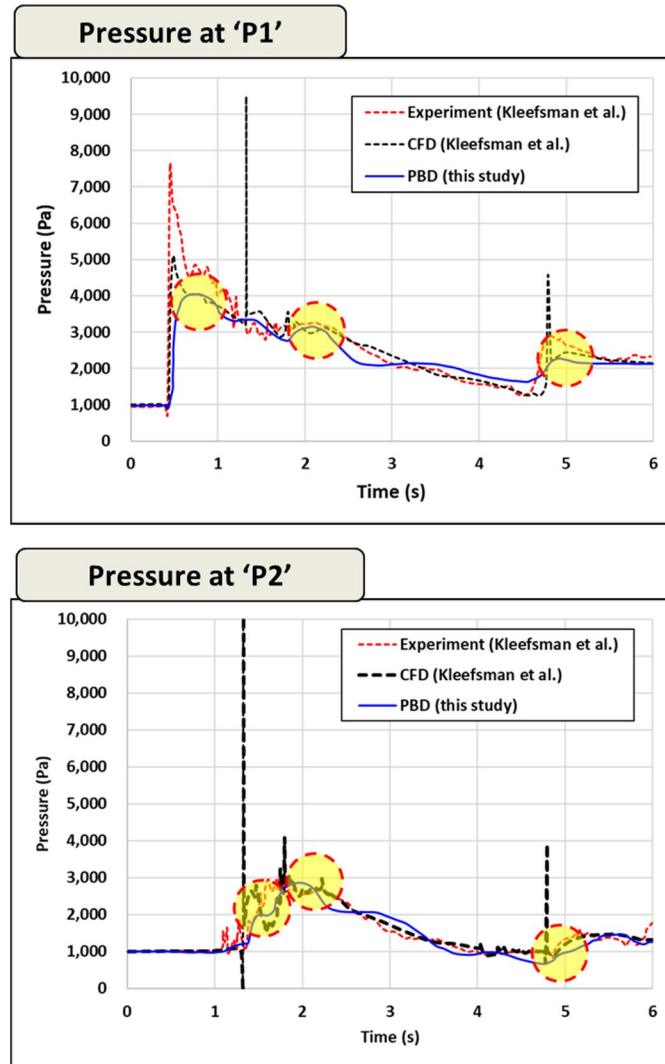 Pressure at ‘P1’
10,000
9,000
8,000
7,000
6,000
5,000
4,000
3,000
2,000
1,000
0
Pressure (Pa)
Experiment (Kleefsman et al.)
CFD (Kleefsman et al.)
PBD (this study)
0 1 2 3 4 5 6
Time (s)
Pressure at ‘P2’
10,000
9,000
8,000
7,000
6,000
5,000
4,000
3,000
2,000
1,000
0
Pressure (Pa)
Experiment (Kleefsman et al.)
CFD (Kleefsman et al.)
PBD (this study)
0 1 2 3 4 5 6
Time (s)